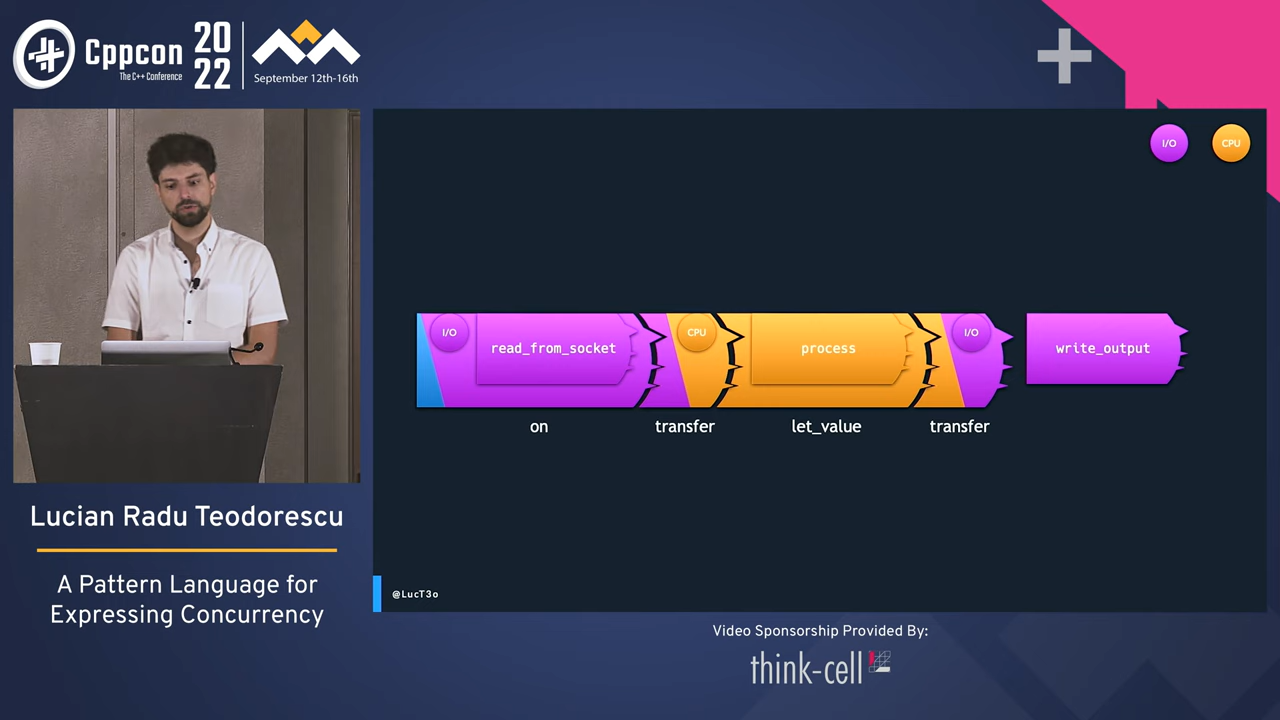 Cppcon
The C++ Conference
20
22
September 12th-16th
I/O
CPU
I/O
read_from_socket
CPU
process
I/O
write_output
on
transfer
let_value
transfer
@LucT3o
Lucian Radu Teodorescu
A Pattern Language for
Expressing Concurrency
Video Sponsorship Provided By:
think-cell